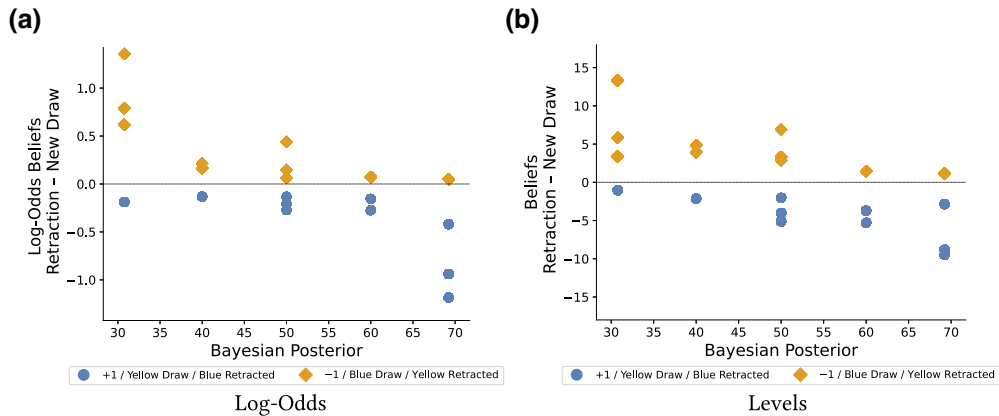 (a)
Log-Odds Beliefs
Retraction – New Draw
1.0
0.5
0.0
−0.5
−1.0
30 35 40 45 50 55 60 65 70
Bayesian Posterior
+1 / Yellow Draw / Blue Retracted −1 / Blue Draw / Yellow Retracted
Log-Odds
(b)
Beliefs
Retraction – New Draw
15
10
5
0
−5
−10
−15
30 35 40 45 50 55 60 65 70
Bayesian Posterior
+1 / Yellow Draw / Blue Retracted −1 / Blue Draw / Yellow Retracted
Levels